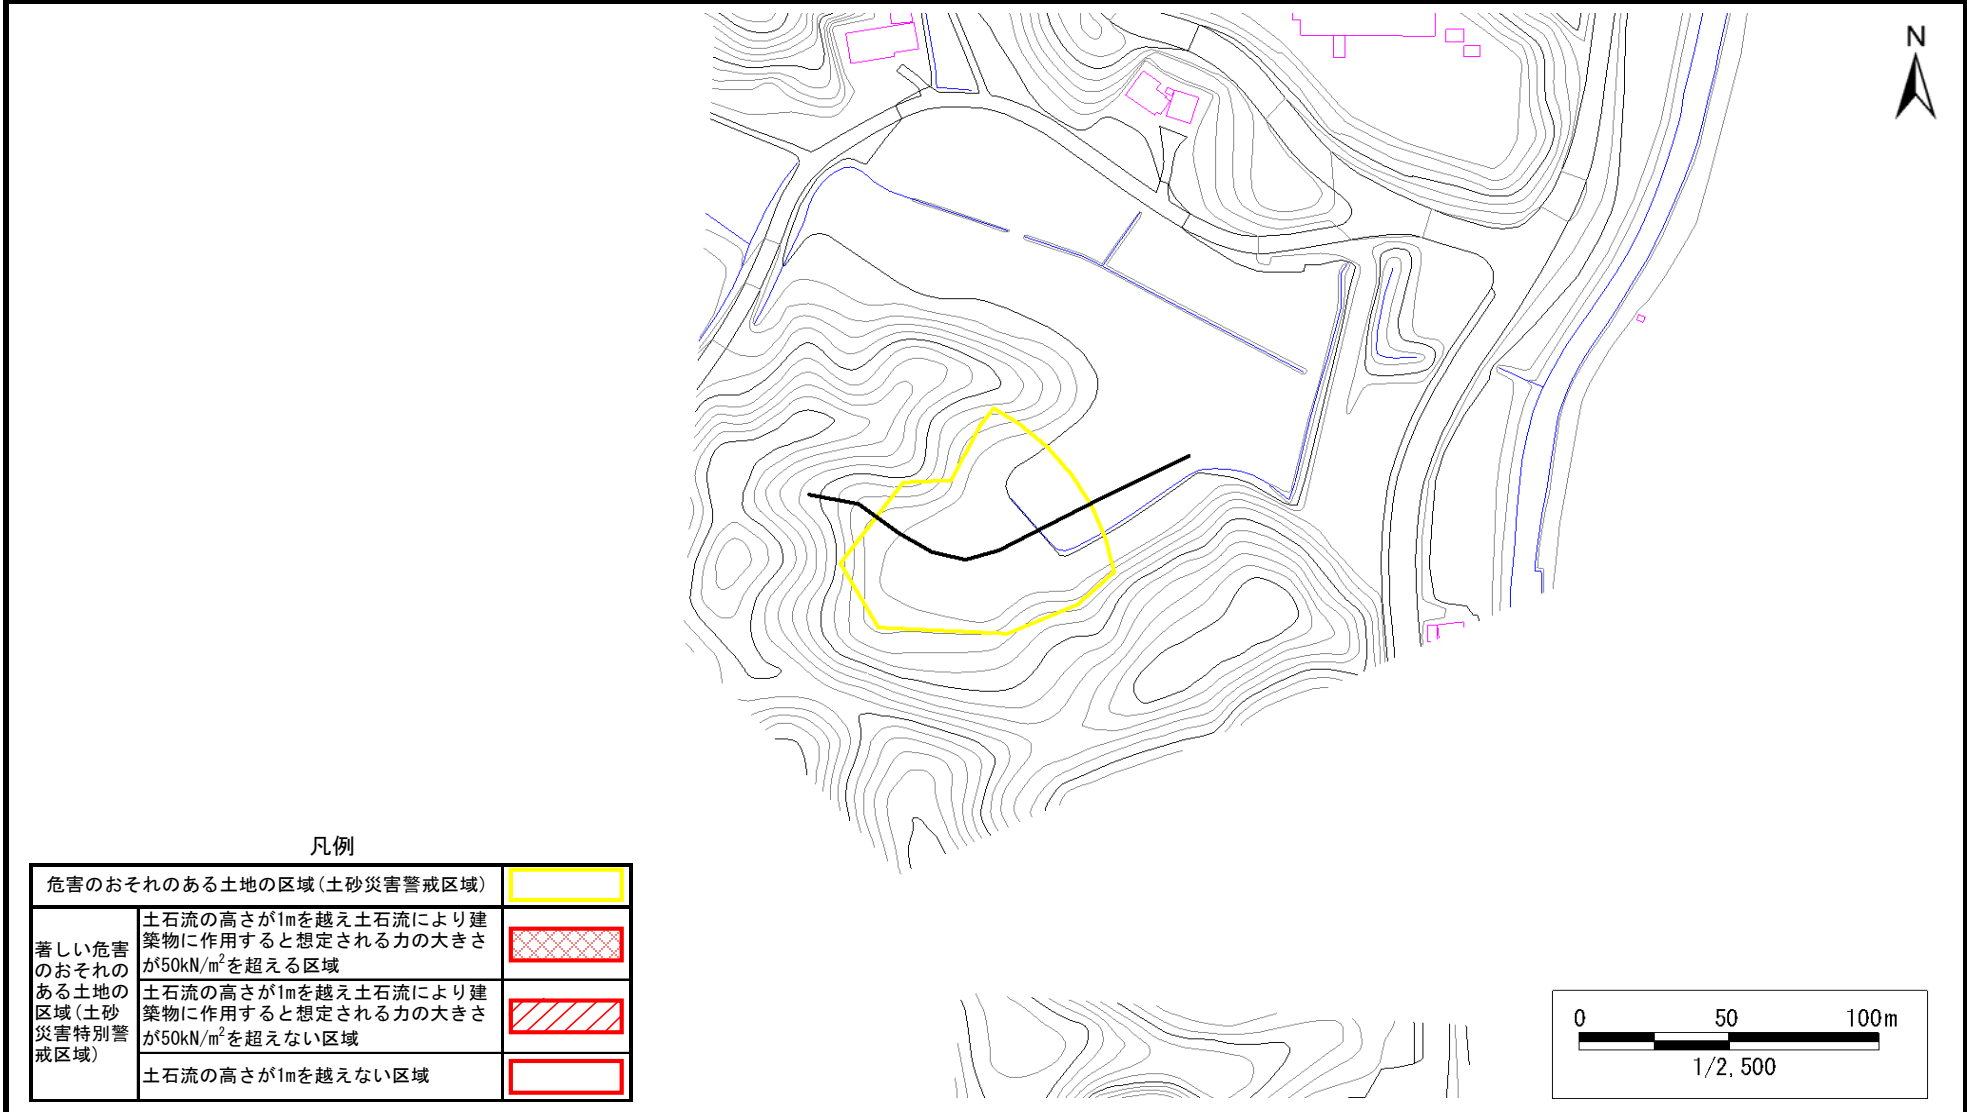 N
凡例
危害のおそれのある土地の区域(土砂災害警戒区域)
著しい危害
のおそれの
ある土地の
区域(土砂
災害特別警
戒区域)
土石流の高さが1mを越え土石流により建
築物に作用すると想定される力の大きさ
が50kN/m²を超える区域
土石流の高さが1mを越え土石流により建
築物に作用すると想定される力の大きさ
が50kN/m²を超えない区域
土石流の高さが1mを越えない区域
0 50 100m
1/2,500